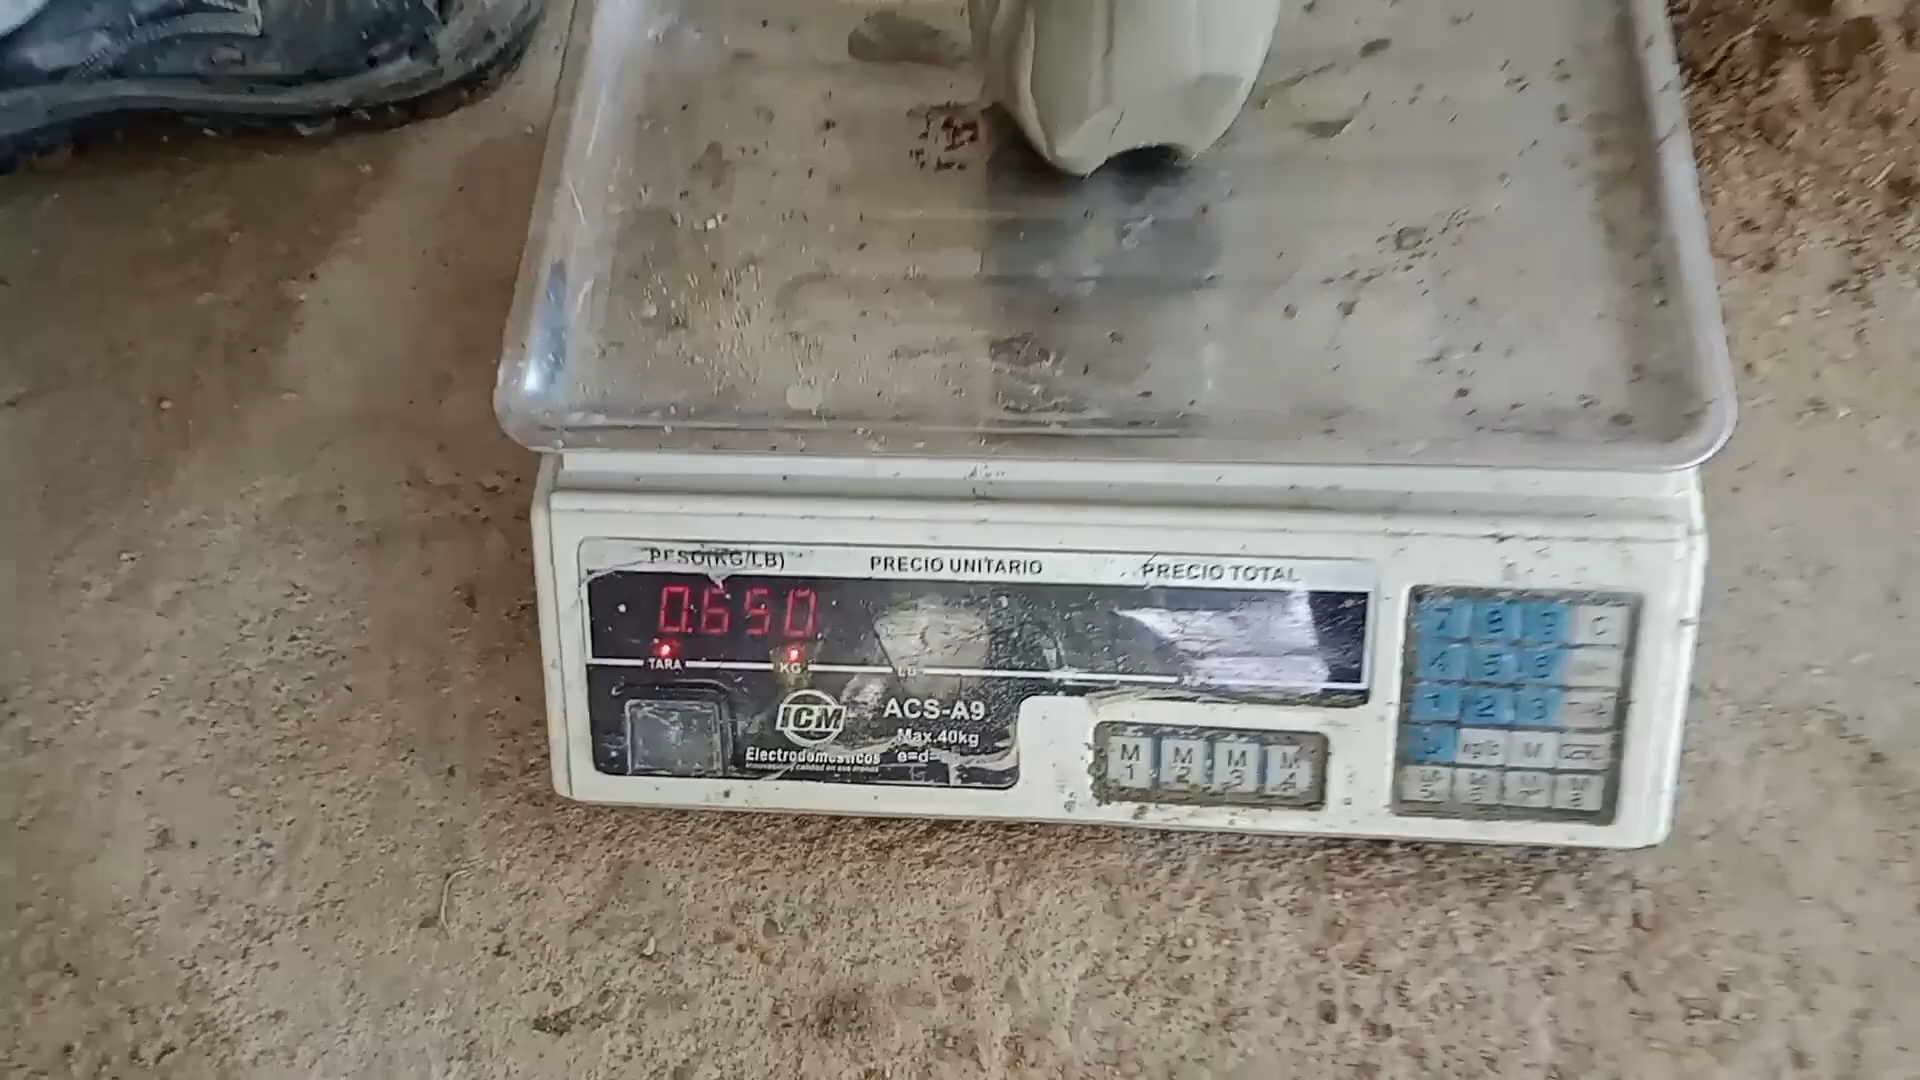 PESO(KG/LB) PRECIO UNITARIO PRECIO TOTAL
0.650
TARA KG LB
ICM ACS-A9
Max.40kg
Electrodomésticos e=d=
7 8 9 C
4 5 6
1 2 3
0 M
M1 M2 M3 M4